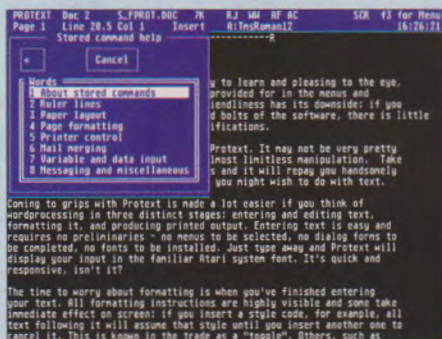 PROTEXT Doc 2 S_FPROT.DOC 7K RJ WW RF AC SCR f3 for Menu
Page 1 Line 20.5 Col 1 Insert A:TmsRoman12 16:26:21
Stored command help
R
«
Cancel
Words
1 About stored commands
2 Ruler lines
3 Paper layout
4 Page formatting
5 Printer control
6 Mail merging
7 Variable and data input
8 Messaging and miscellaneous
y to learn and pleasing to the eye,
provided for in the menus and
iendliness has its downside: if you
d bolts of the software, there is little
ifications.
Protext. It may not be very pretty
lmost limitless manipulation. Take
s and it will repay you handsomely
you might wish to do with text.
Coming to grips with Protext is made a lot easier if you think of
wordprocessing in three distinct stages: entering and editing text,
formatting it, and producing printed output. Entering text is easy and
requires no preliminaries - no menus to be selected, no dialog forms to
be completed, no fonts to be installed. Just type away and Protext will
display your input in the familiar Atari system font. It's quick and
responsive, isn't it?
The time to worry about formatting is when you've finished entering
your text. All formatting instructions are highly visible and some take
immediate effect on screen: if you insert a style code, for example, all
text following it will assume that style until you insert another one to
cancel it. This is known in the trade as a "toggle". Others, such as